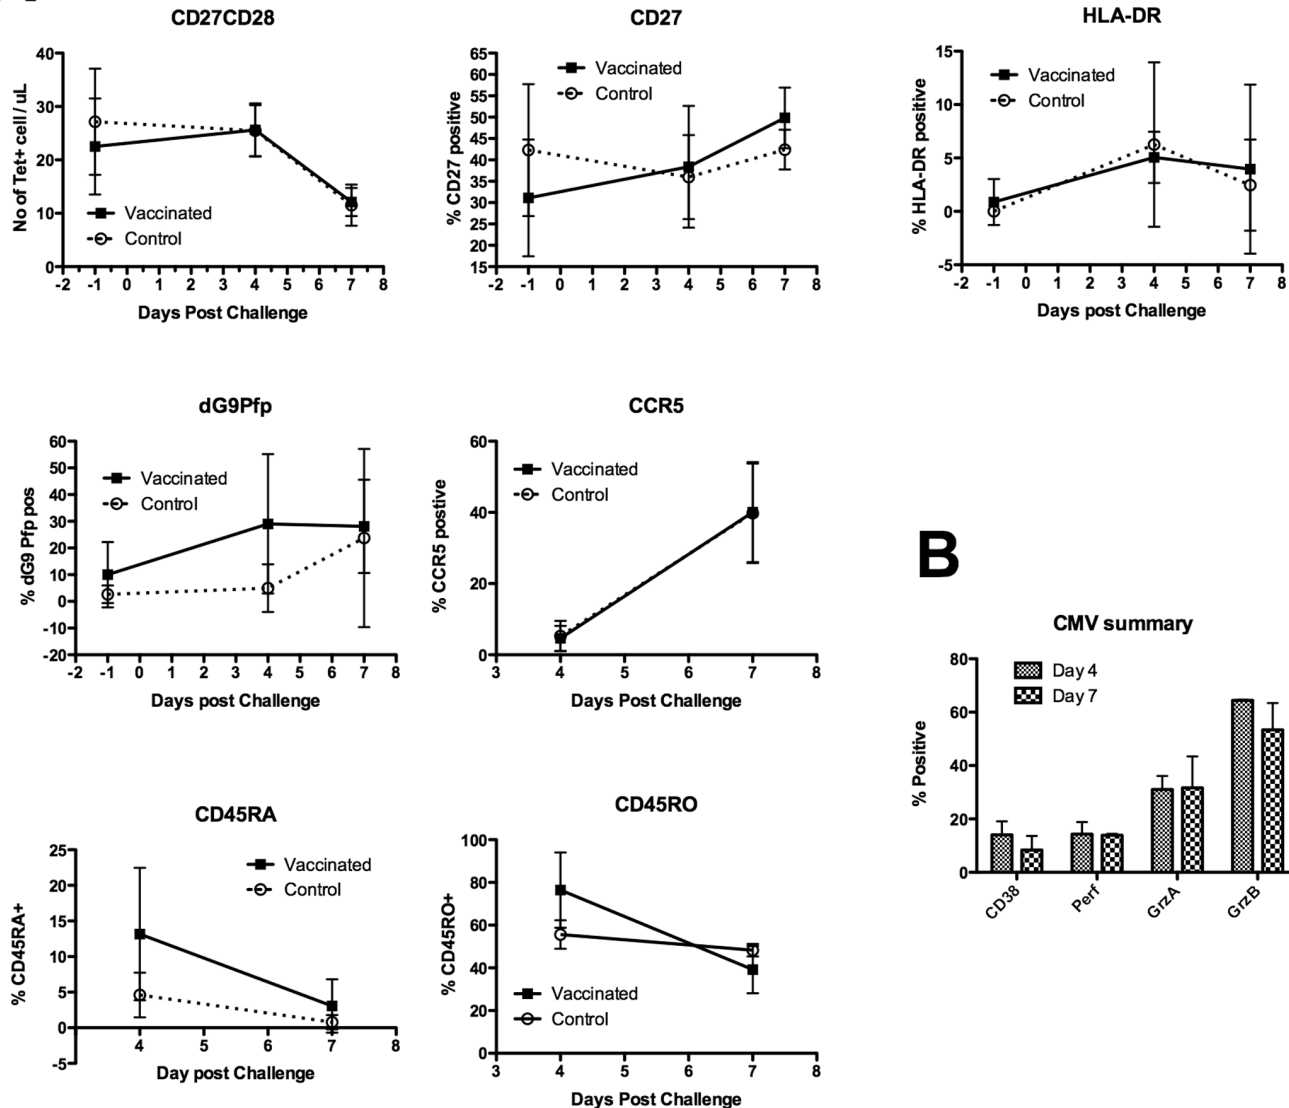 CD27CD28
No of Tet+ cell / uL
40
30
20
10
0
Vaccinated
Control
-2 -1 0 1 2 3 4 5 6 7 8
Days Post Challenge
CD27
% CD27 positive
65
60
55
50
45
40
35
30
25
20
15
Vaccinated
Control
-2 -1 0 1 2 3 4 5 6 7 8
Days Post Challenge
HLA-DR
% HLA-DR positive
15
10
5
0
-5
Vaccinated
Control
-2 -1 0 1 2 3 4 5 6 7 8
Days post Challenge
dG9Pfp
% dG9 Pfp pos
60
50
40
30
20
10
0
-10
-20
Vaccinated
Control
-2 -1 0 1 2 3 4 5 6 7 8
Days post Challenge
CCR5
% CCR5 postive
60
40
20
0
Vaccinated
Control
3 4 5 6 7 8
Days Post Challenge
B
CMV summary
% Positive
80
60
40
20
0
Day 4
Day 7
CD38
Perf
GrzA
GrzB
CD45RA
% CD45RA+
25
20
15
10
5
0
-5
Vaccinated
Control
4 5 6 7 8
Day post Challenge
CD45RO
% CD45RO+
100
80
60
40
20
0
Vaccinated
Control
3 4 5 6 7 8
Days Post Challenge